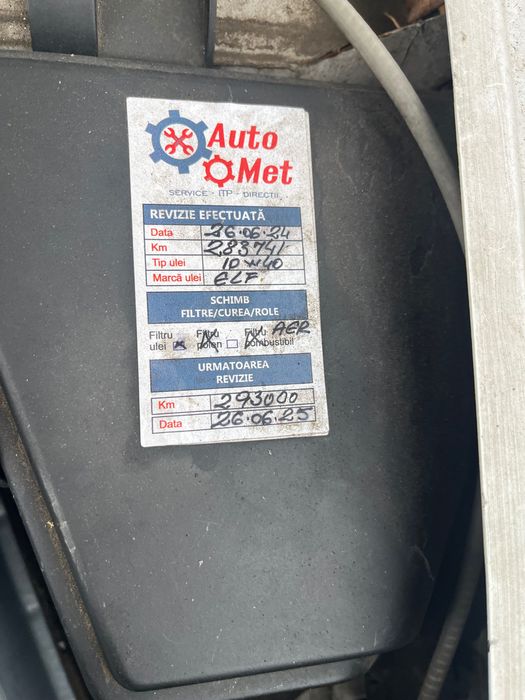 Auto
Met
SERVICE - ITP - DIRECTII
REVIZIE EFECTUATĂ
Data 26.06.24
Km 283741
Tip ulei 10w40
Marcă ulei ELF
SCHIMB
FILTRE/CUREA/ROLE
Filtru ulei Filtru polen Filtru combustibil AER
URMATOAREA
REVIZIE
Km 293000
Data 26.06.25